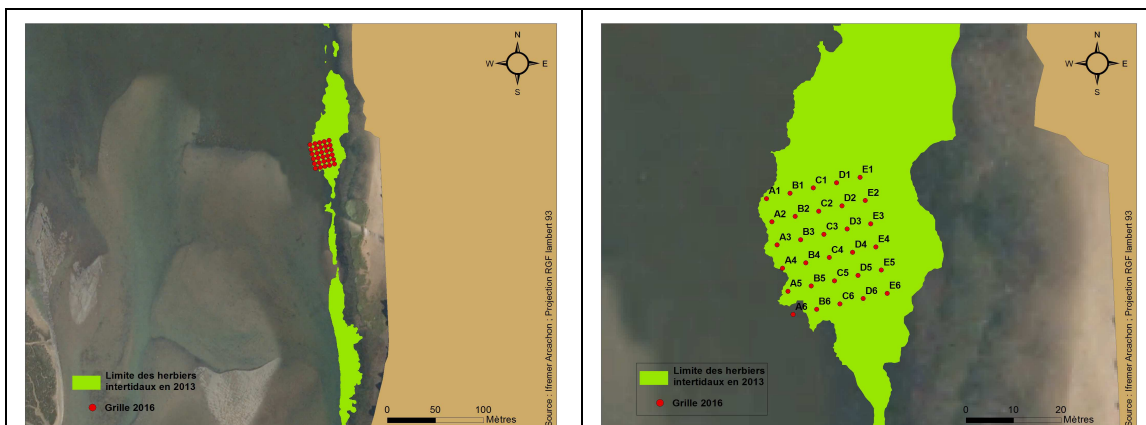 N
W E
S
Limite des herbiers
intertidaux en 2013
Grille 2016
0 50 100
Mètres
Source : Ifremer Arcachon ; Projection RGF lambert 93
N
W E
S
A1 B1 C1 D1 E1
A2 B2 C2 D2 E2
A3 B3 C3 D3 E3
A4 B4 C4 D4 E4
A5 B5 C5 D5 E5
A6 B6 C6 D6 E6
Limite des herbiers
intertidaux en 2013
Grille 2016
0 10 20
Mètres
Source : Ifremer Arcachon ; Projection RGF lambert 93